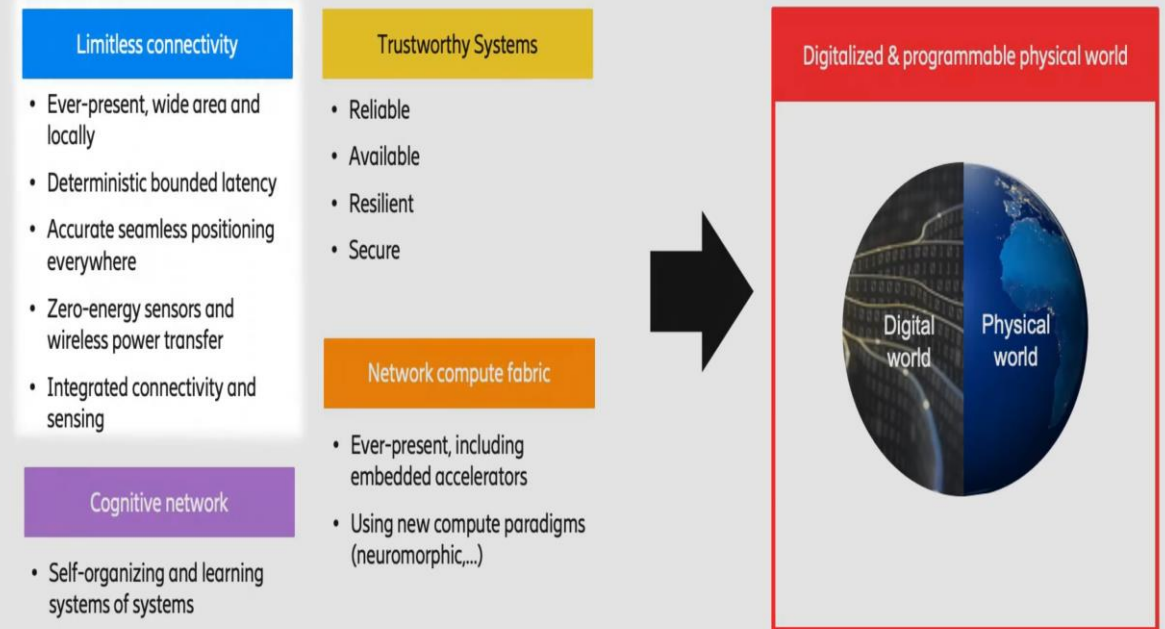 Limitless connectivity
• Ever-present, wide area and
locally
• Deterministic bounded latency
• Accurate seamless positioning
everywhere
• Zero-energy sensors and
wireless power transfer
• Integrated connectivity and
sensing
Cognitive network
• Self-organizing and learning
systems of systems
Trustworthy Systems
• Reliable
• Available
• Resilient
• Secure
Network compute fabric
• Ever-present, including
embedded accelerators
• Using new compute paradigms
(neuromorphic,...)
Digitalized & programmable physical world
Digital
world
Physical
world